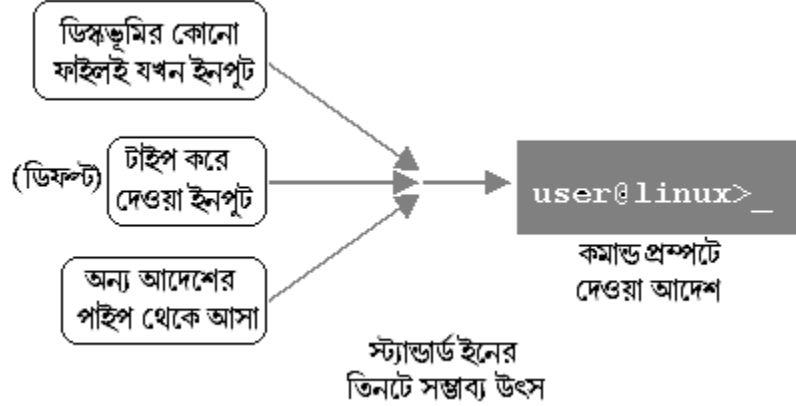 ডিস্কভূমির কোনো
ফাইলই যখন ইনপুট
(ডিফল্ট)
টাইপ করে
দেওয়া ইনপুট
অন্য আদেশের
পাইপ থেকে আসা
user@linux>_
কমান্ড প্রম্পটে
দেওয়া আদেশ
স্ট্যান্ডার্ড ইনের
তিনটে সম্ভাব্য উৎস